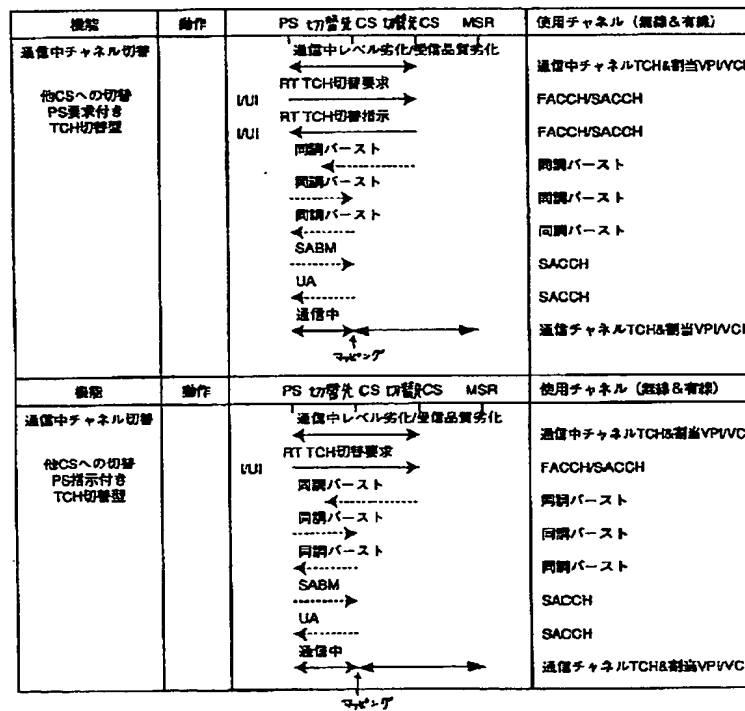 機能 動作 PS 切替先CS 切替元CS MSR 使用チャネル（無線&有線）
通信中チャネル切替 通信中レベル劣化/受信品質劣化
通信中チャネルTCH&割当VPI/VCI
他CSへの切替 RT TCH切替要求
PS要求付き I/UI FACCH/SACCH
TCH切替型 RT TCH切替指示
I/UI FACCH/SACCH
同調バースト
同調バースト
同調バースト
同調バースト
同調バースト
同調バースト
SABM
SACCH
UA
SACCH
通信中
通信チャネルTCH&割当VPI/VCI
マッピング
機能 動作 PS 切替先CS 切替元CS MSR 使用チャネル（無線&有線）
通信中チャネル切替 通信中レベル劣化/受信品質劣化
通信中チャネルTCH&割当VPI/VCI
他CSへの切替 RT TCH切替要求
PS指示付き I/UI FACCH/SACCH
TCH切替型 同調バースト
同調バースト
同調バースト
同調バースト
同調バースト
同調バースト
SABM
SACCH
UA
SACCH
通信中
通信チャネルTCH&割当VPI/VCI
マッピング